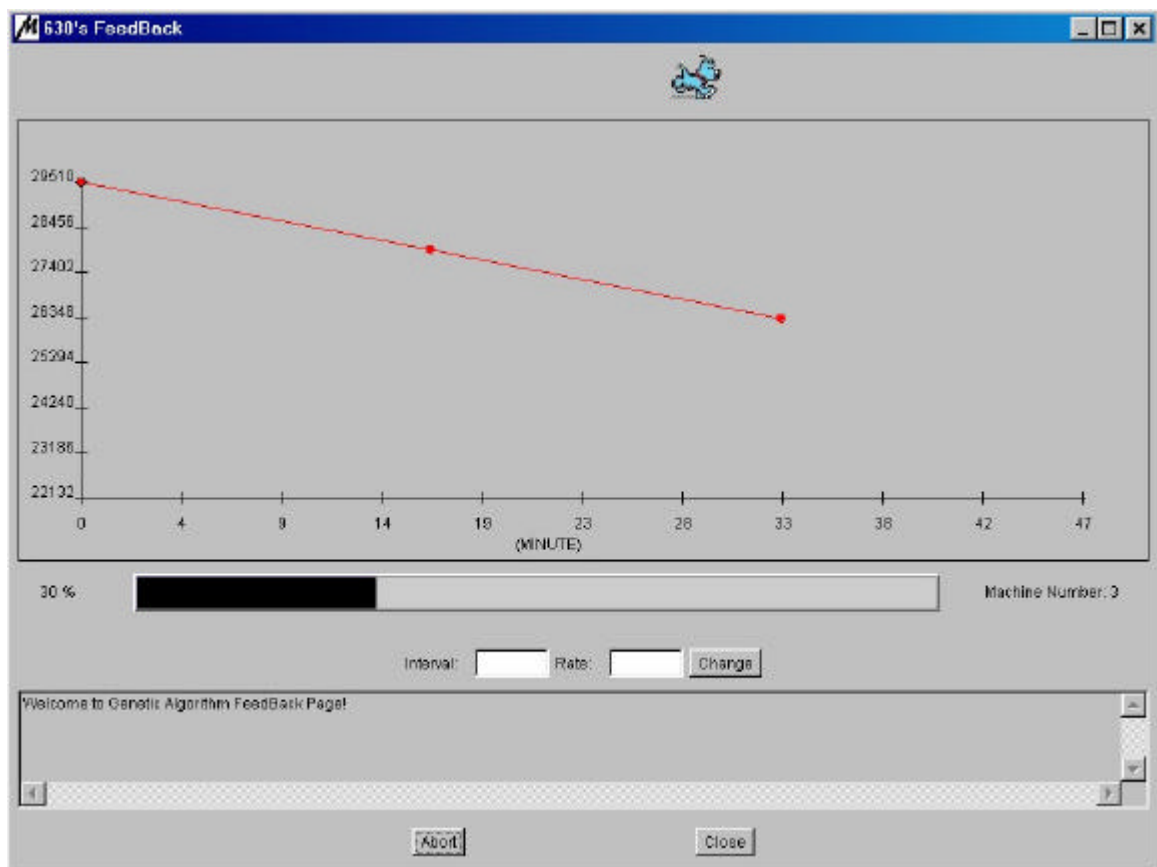 M 630's FeedBack
29510
28456
27402
26348
25294
24240
23186
22132
0 4 9 14 19 23 28 33 38 42 47
(MINUTE)
30 % Machine Number: 3
Interval: Rate: Change
Welcome to Genetic Algorithm FeedBack Page!
Abort Close